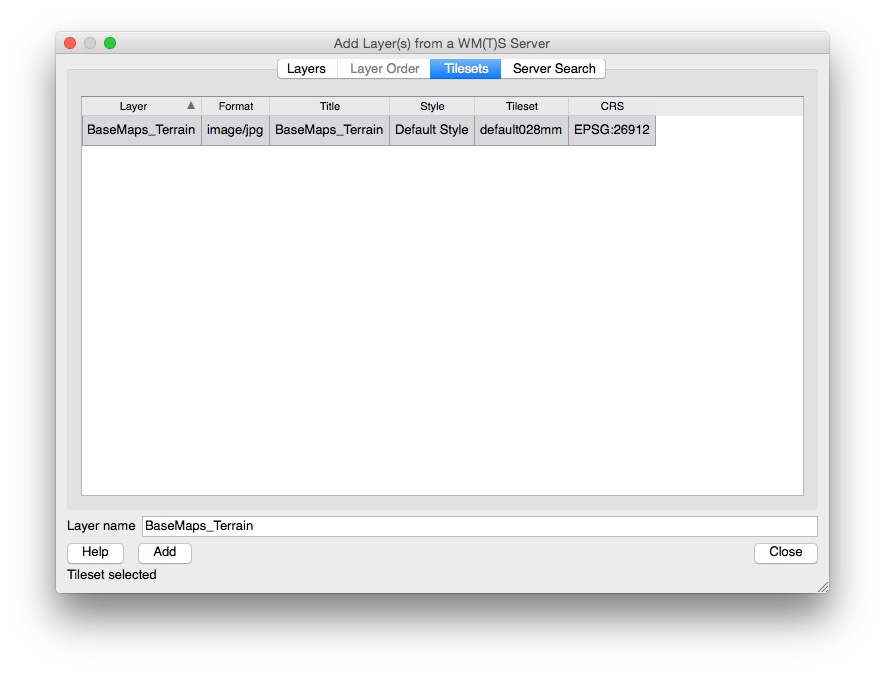 Add Layer(s) from a WM(T)S Server
Layers Layer Order Tilesets Server Search
Layer Format Title Style Tileset CRS
BaseMaps_Terrain image/jpg BaseMaps_Terrain Default Style default028mm EPSG:26912
Layer name BaseMaps_Terrain
Help Add Close
Tileset selected